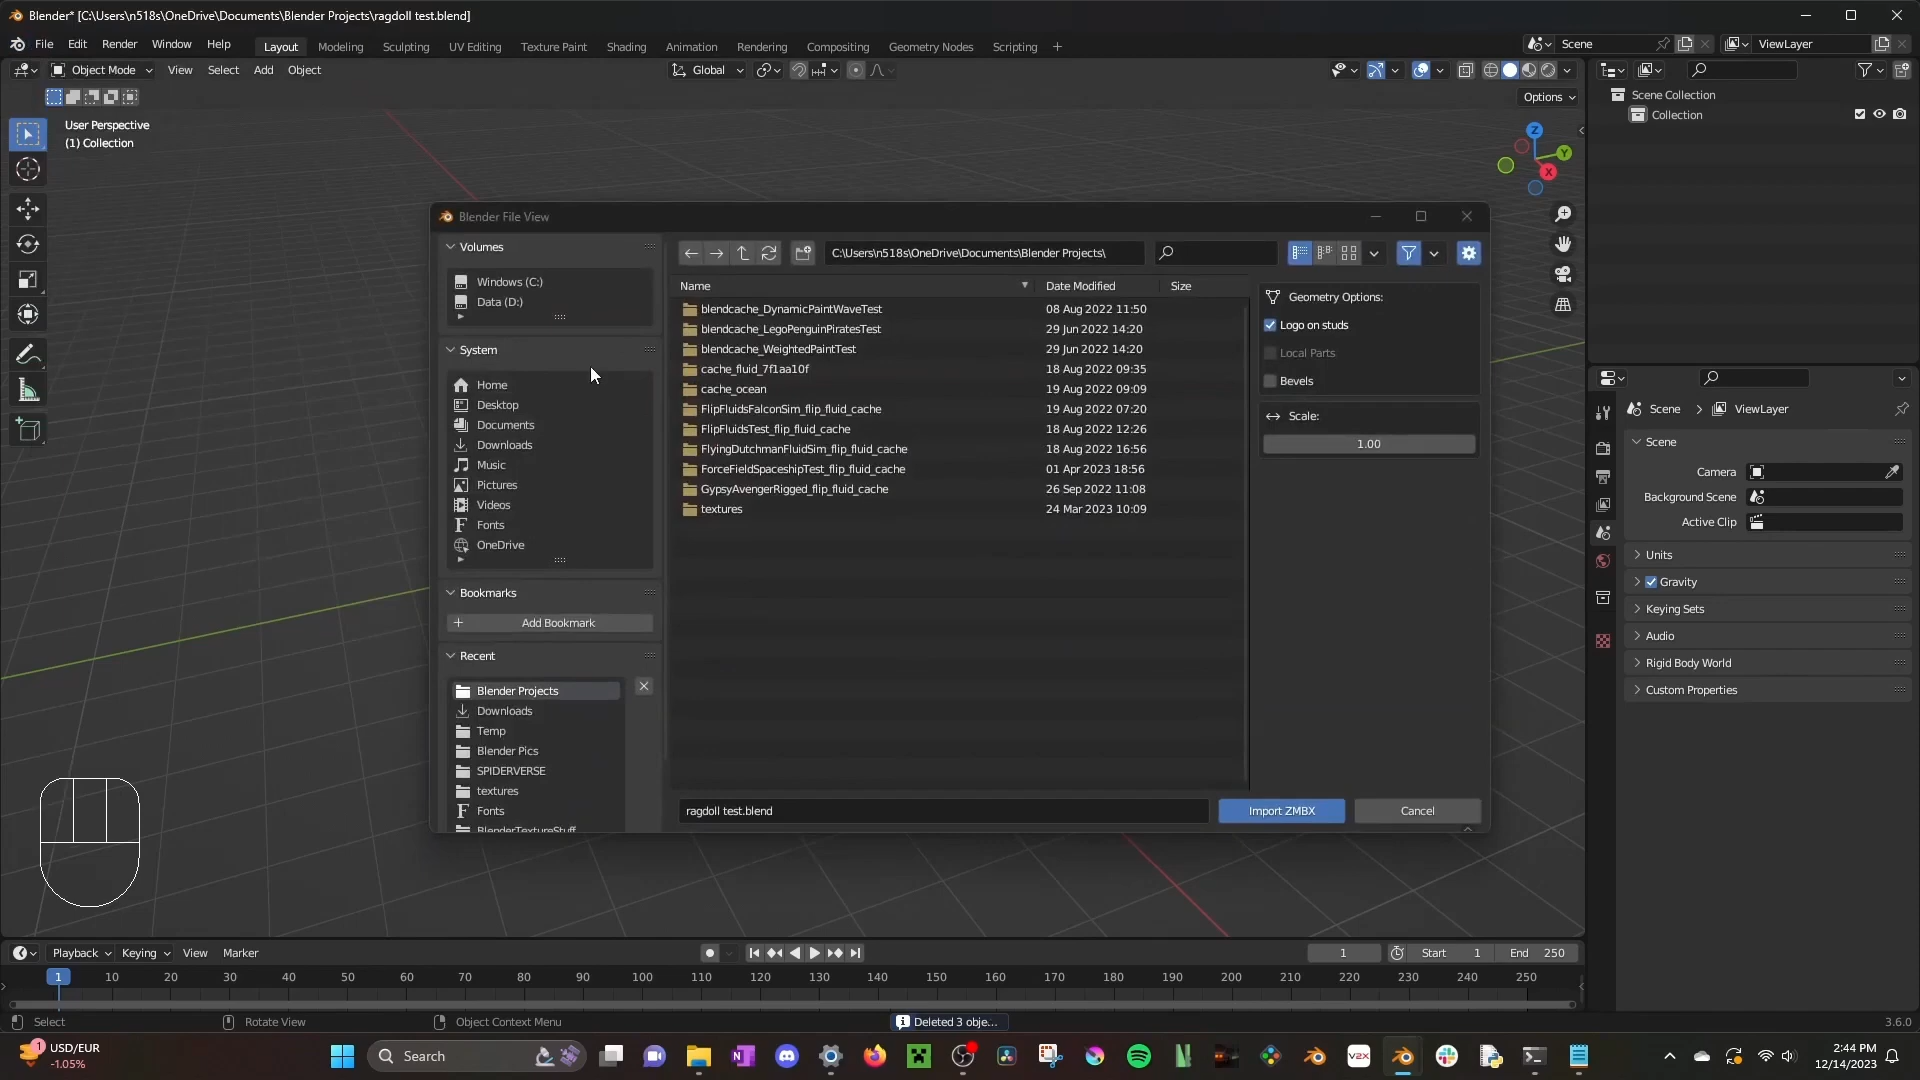 Blender* [C:\Users\n518s\OneDrive\Documents\Blender Projects\ragdoll test.blend]
File Edit Render Window Help Layout Modeling Sculpting UV Editing Texture Paint Shading Animation Rendering Compositing Geometry Nodes Scripting + Scene ViewLayer
Object Mode View Select Add Object Global
Options
User Perspective
(1) Collection
Z
Y
X
Scene Collection
Collection
Blender File View
Volumes
Windows (C:)
Data (D:)
System
Home
Desktop
Documents
Downloads
Music
Pictures
Videos
Fonts
OneDrive
Bookmarks
Add Bookmark
Recent
Blender Projects
Downloads
Temp
Blender Pics
SPIDERVERSE
textures
Fonts
BlenderTextureStuff
C:\Users\n518s\OneDrive\Documents\Blender Projects\
Name Date Modified Size
blendcache_DynamicPaintWaveTest 08 Aug 2022 11:50
blendcache_LegoPenguinPiratesTest 29 Jun 2022 14:20
blendcache_WeightedPaintTest 29 Jun 2022 14:20
cache_fluid_7f1aa10f 18 Aug 2022 09:35
cache_ocean 19 Aug 2022 09:09
FlipFluidsFalconSim_flip_fluid_cache 19 Aug 2022 07:20
FlipFluidsTest_flip_fluid_cache 18 Aug 2022 12:26
FlyingDutchmanFluidSim_flip_fluid_cache 18 Aug 2022 16:56
ForceFieldSpaceshipTest_flip_fluid_cache 01 Apr 2023 18:56
GypsyAvengerRigged_flip_fluid_cache 26 Sep 2022 11:08
textures 24 Mar 2023 10:09
Geometry Options:
Logo on studs
Local Parts
Bevels
Scale:
1.00
ragdoll test.blend Import ZMBX Cancel
Scene > ViewLayer
Scene
Camera
Background Scene
Active Clip
Units
Gravity
Keying Sets
Audio
Rigid Body World
Custom Properties
Playback Keying View Marker 1 Start 1 End 250
1 10 20 30 40 50 60 70 80 90 100 110 120 130 140 150 160 170 180 190 200 210 220 230 240 250
Select Rotate View Object Context Menu Deleted 3 obje... 3.6.0
1 USD/EUR
-1.05%
Search
V2X
2:44 PM
12/14/2023